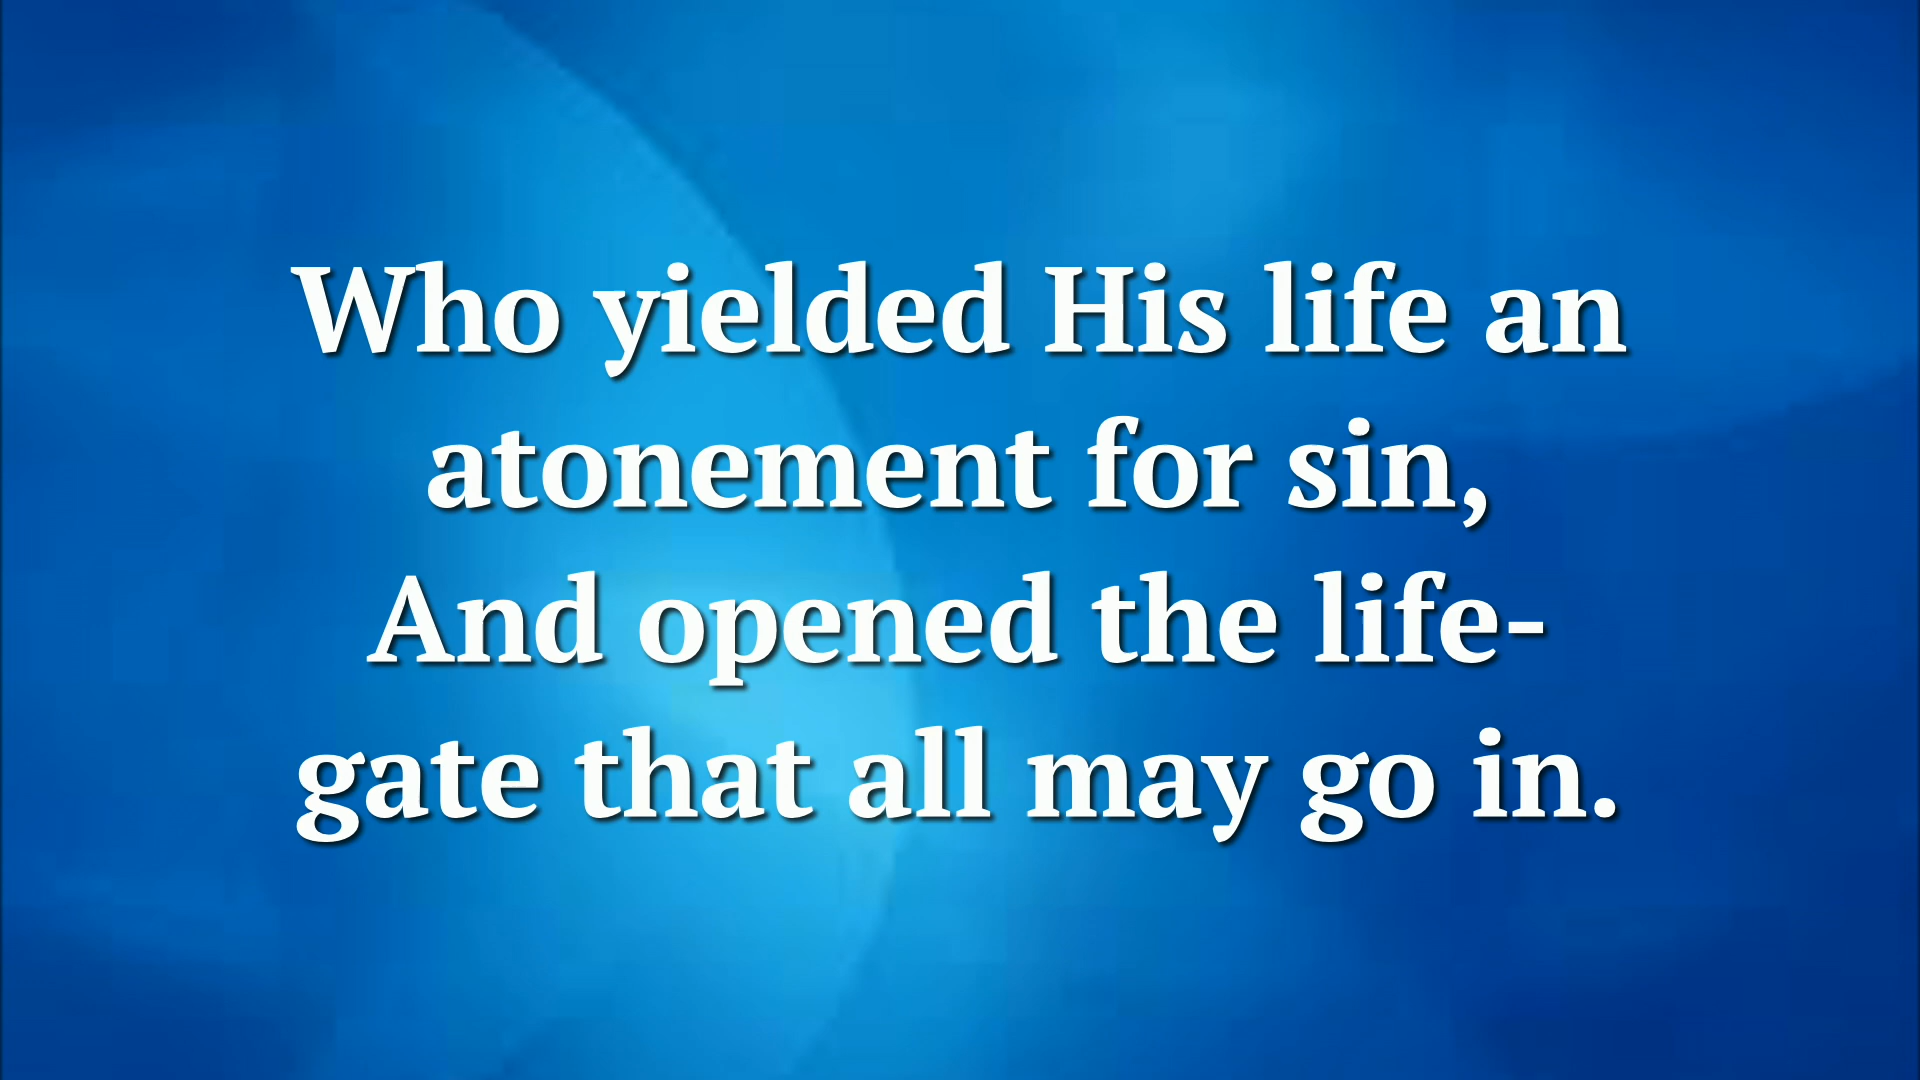 Who yielded His life an
atonement for sin,
And opened the life-
gate that all may go in.